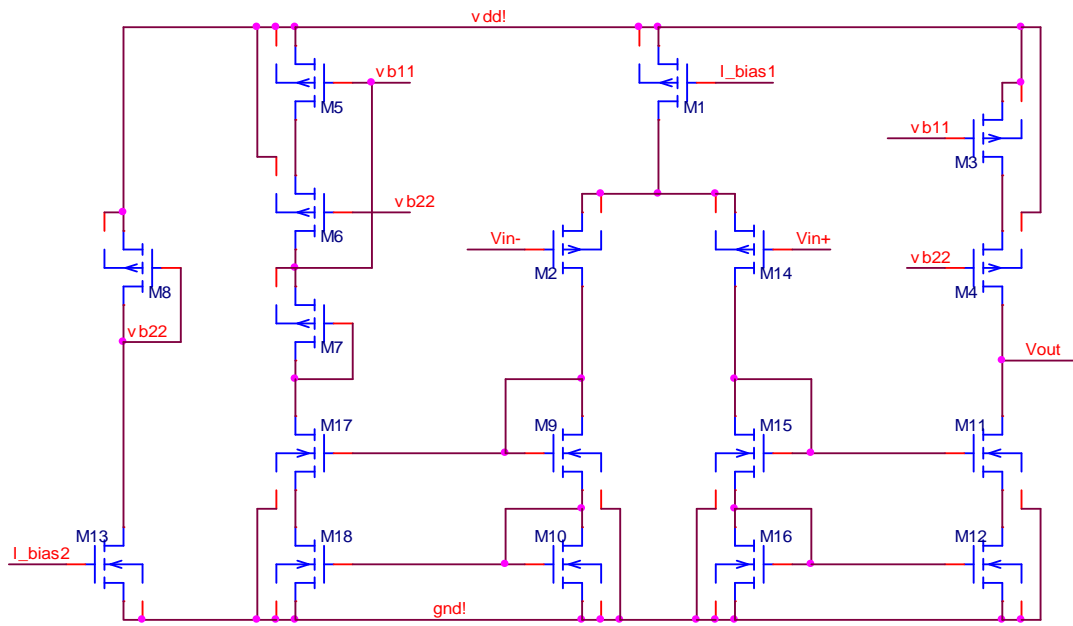 vdd!
vb11
I_bias1
M5
M1
vb11
M3
vb22
M6
Vin-
Vin+
M2
M14
vb22
M8
M4
vb22
M7
Vout
M17
M9
M15
M11
M13
M18
M10
M16
M12
I_bias2
gnd!